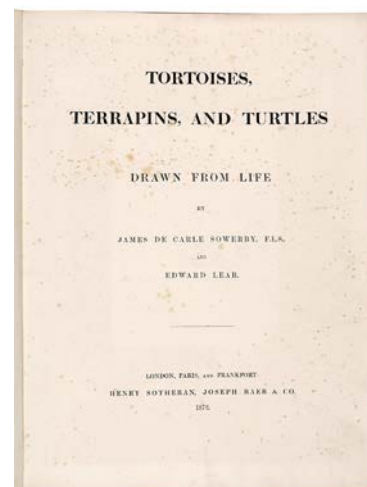 TORTOISES,
TERRAPINS, AND TURTLES
DRAWN FROM LIFE
BY
JAMES DE CARLE SOWERBY, F.L.S.,
AND
EDWARD LEAR.
LONDON, PARIS, AND FRANKFORT:
HENRY SOTHERAN, JOSEPH BAER & CO.
1872.